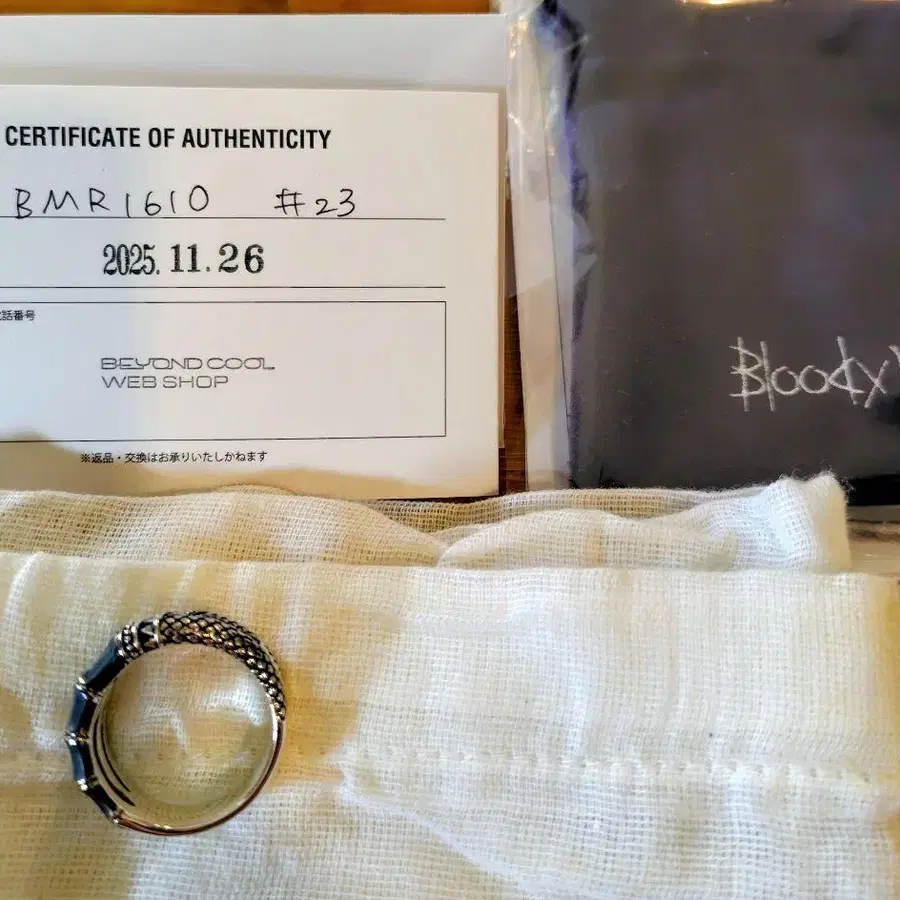 CERTIFICATE OF AUTHENTICITY
BMR1610 #23
2025.11.26
話番号
BEYOND COOL
WEB SHOP
※返品・交換はお承りいたしかねます
Bloody